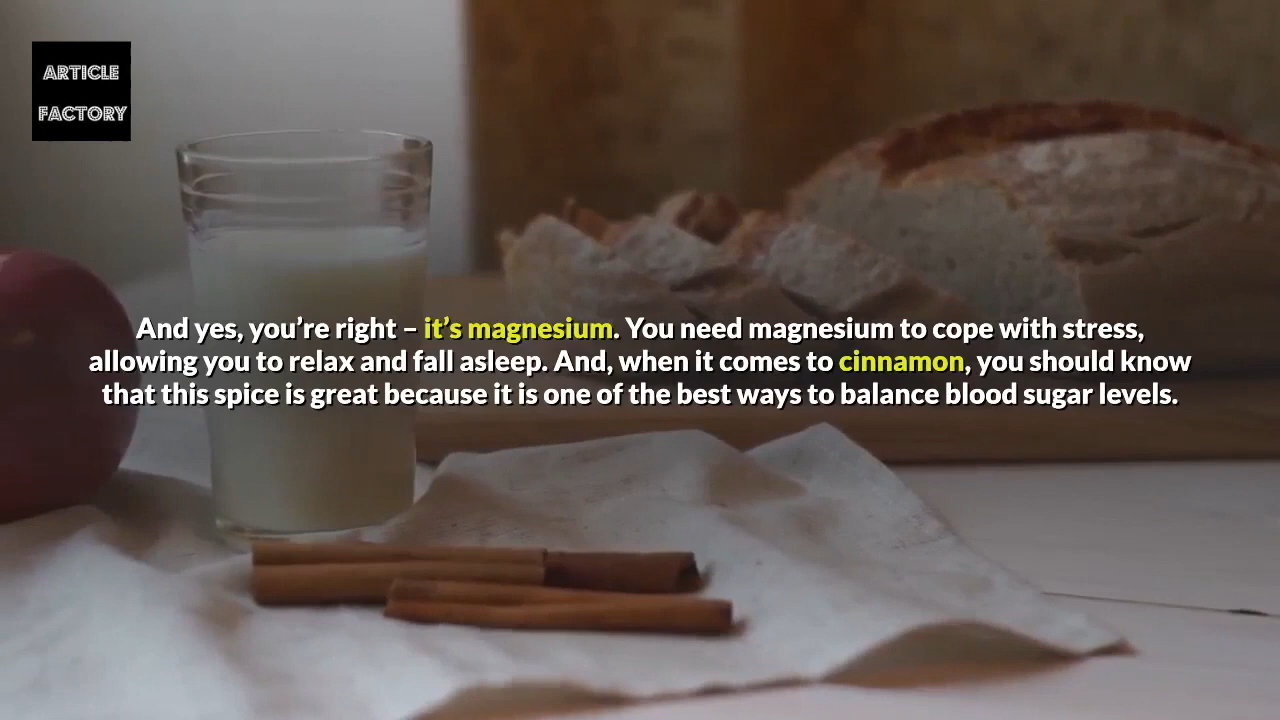 ARTICLE
FACTORY
And yes, you’re right – it’s magnesium. You need magnesium to cope with stress,
allowing you to relax and fall asleep. And, when it comes to cinnamon, you should know
that this spice is great because it is one of the best ways to balance blood sugar levels.